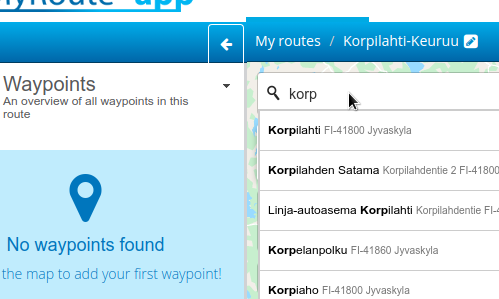 MyRoute app
My routes / Korpilahti-Keuruu
Waypoints
An overview of all waypoints in this
route
korp
Korpilahti FI-41800 Jyvaskyla
Korpilahden Satama Korpilahdentie 2 FI-41800
Linja-autoasema Korpilahti Korpilahdentie FI-4
Korpelanpolku FI-41860 Jyvaskyla
Korpiaho FI-41800 Jyvaskyla
No waypoints found
the map to add your first waypoint!